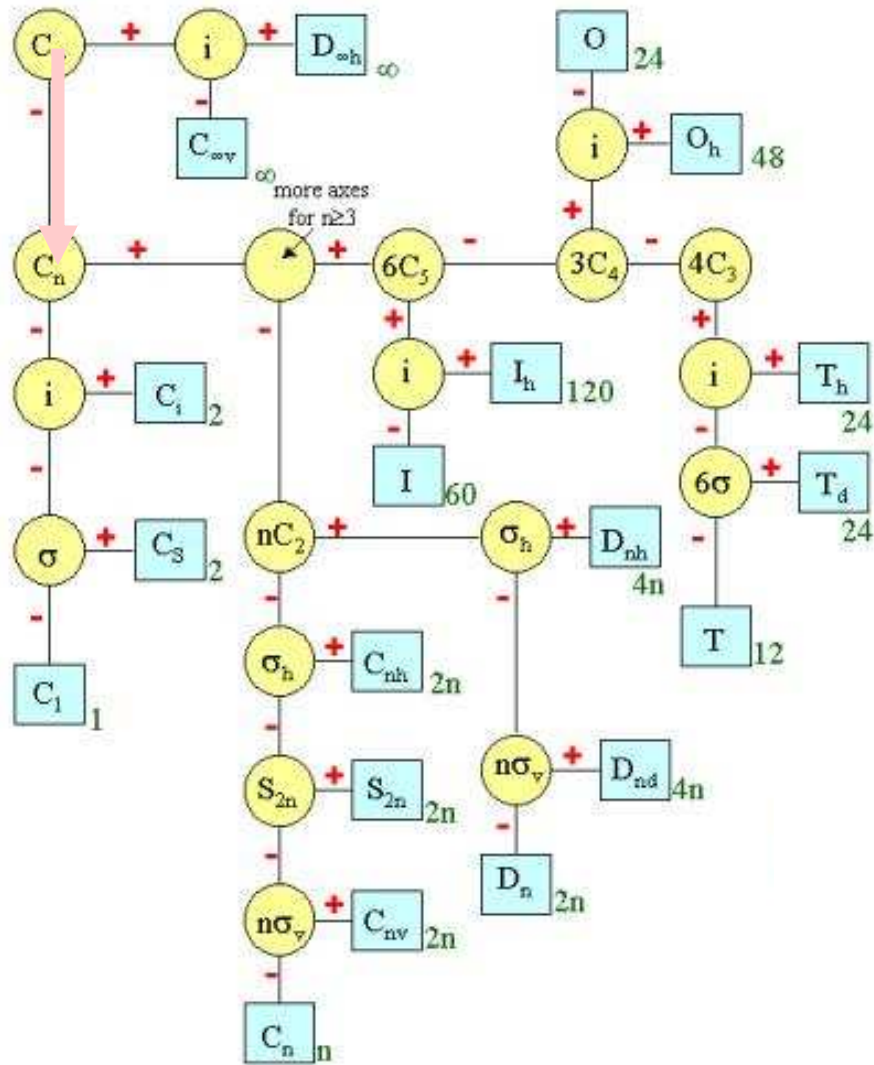 C + i + D∞h ∞
- -
C∞v ∞
O 24
-
i + Oh 48
+
more axes
for n≥3
Cn + + 6C5 - 3C4 - 4C3
- - + +
i + Ci 2
i + Ih 120
i + Th 24
- - -
I 60
6σ + Td 24
-
T 12
σ + CS 2
-
C1 1
nC2 + σh + Dnh 4n
- -
σh + Cnh 2n
-
nσv + Dnd 4n
-
Dn 2n
S2n + S2n 2n
-
nσv + Cnv 2n
-
Cn n